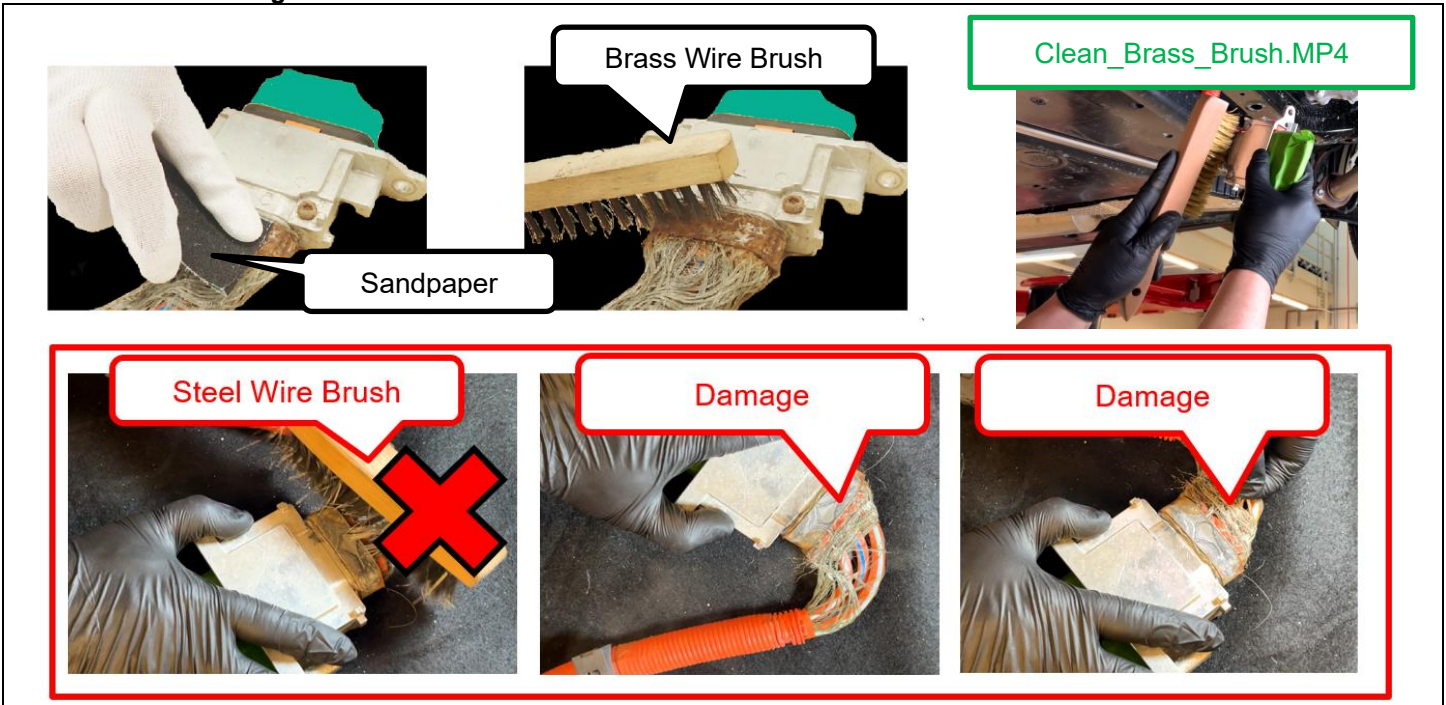 Brass Wire Brush
Clean_Brass_Brush.MP4
Sandpaper
Steel Wire Brush
Damage
Damage